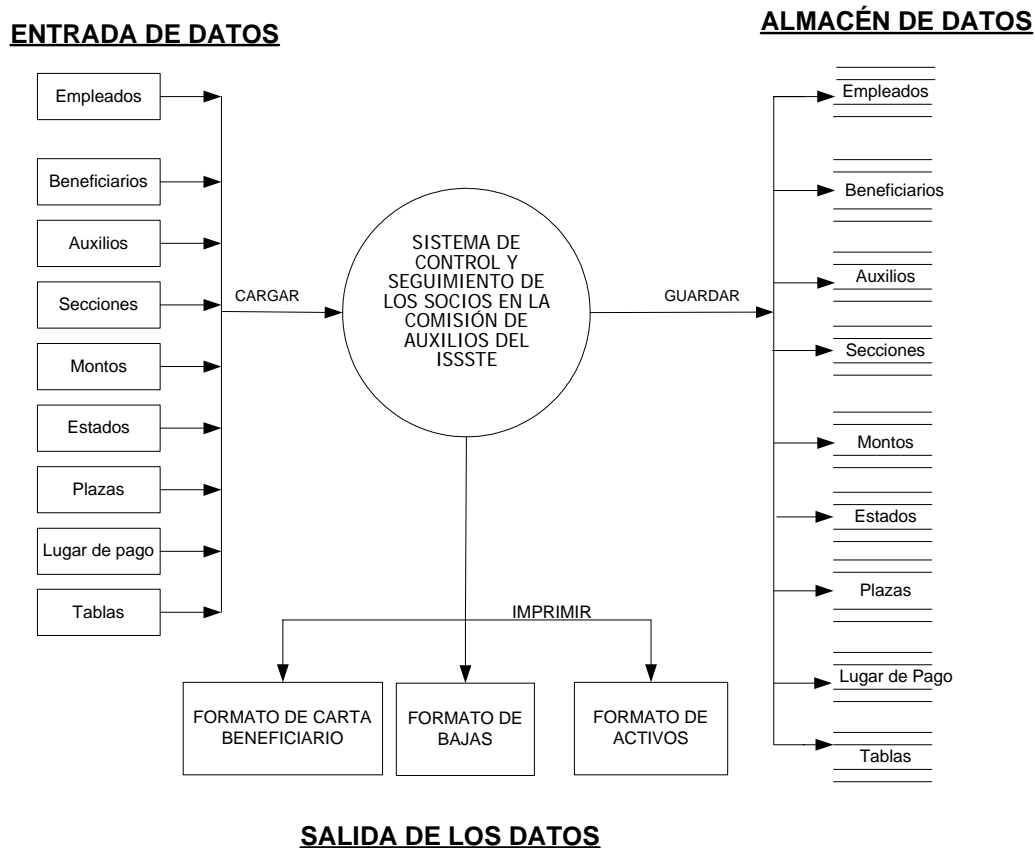 ENTRADA DE DATOS
ALMACÉN DE DATOS
Empleados
Beneficiarios
Auxilios
Secciones
Montos
Estados
Plazas
Lugar de pago
Tablas
CARGAR
SISTEMA DE
CONTROL Y
SEGUIMIENTO DE
LOS SOCIOS EN LA
COMISIÓN DE
AUXILIOS DEL
ISSSTE
GUARDAR
Empleados
Beneficiarios
Auxilios
Secciones
Montos
Estados
Plazas
Lugar de Pago
Tablas
IMPRIMIR
FORMATO DE CARTA
BENEFICIARIO
FORMATO DE
BAJAS
FORMATO DE
ACTIVOS
SALIDA DE LOS DATOS